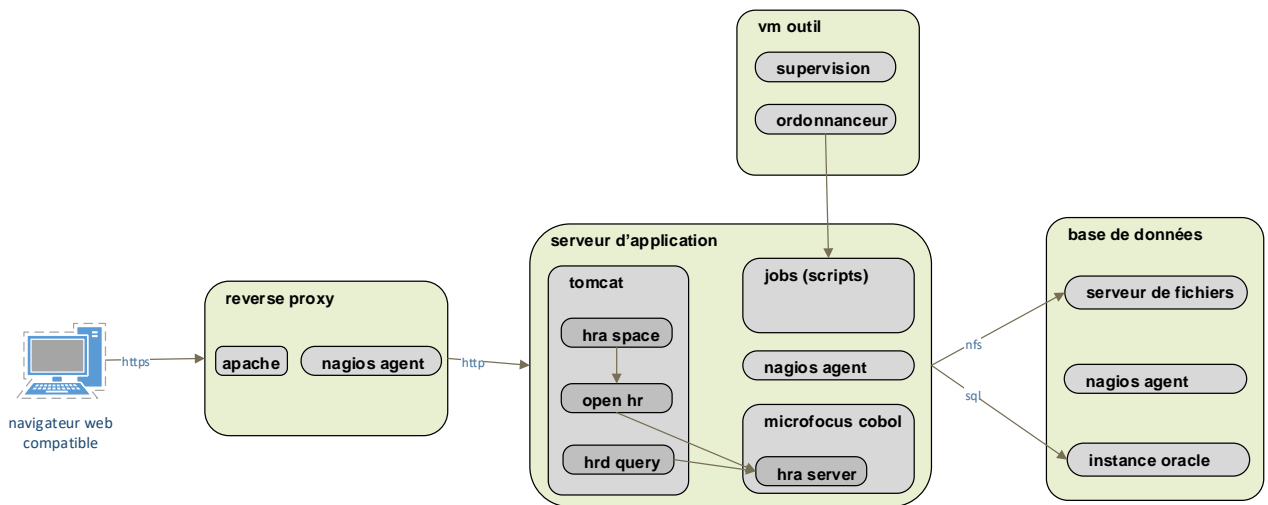 vm outil
supervision
ordonnanceur
serveur d'application
tomcat
hra space
open hr
hrd query
jobs (scripts)
nagios agent
microfocus cobol
hra server
base de données
serveur de fichiers
nagios agent
instance oracle
reverse proxy
apache
nagios agent
https
http
nfs
sql
navigateur web
compatible